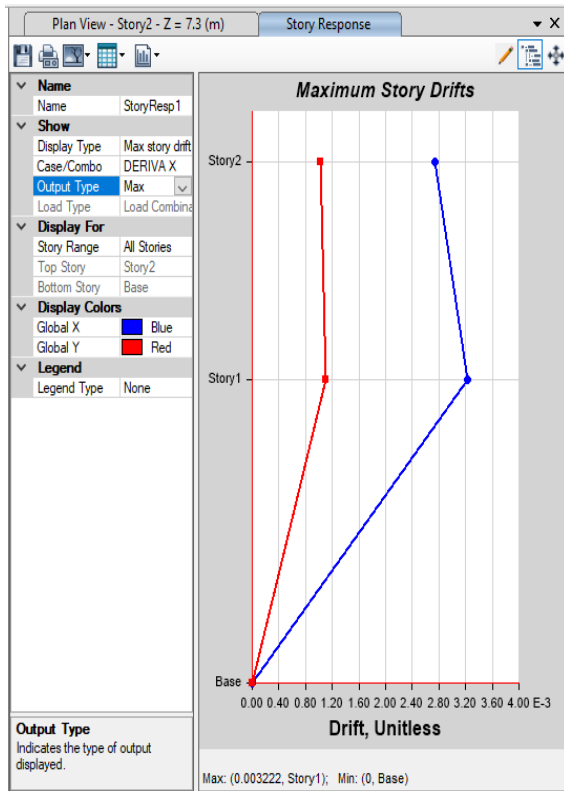 Plan View - Story2 - Z = 7.3 (m)
Story Response
X
Name
Name StoryResp1
Show
Display Type Max story drift
Case/Combo DERIVA X
Output Type Max
Load Type Load Combina
Display For
Story Range All Stories
Top Story Story2
Bottom Story Base
Display Colors
Global X Blue
Global Y Red
Legend
Legend Type None
Output Type
Indicates the type of output
displayed.
Maximum Story Drifts
Story2
Story1
Base
0.00 0.40 0.80 1.20 1.60 2.00 2.40 2.80 3.20 3.60 4.00 E-3
Drift, Unitless
Max: (0.003222, Story1); Min: (0, Base)